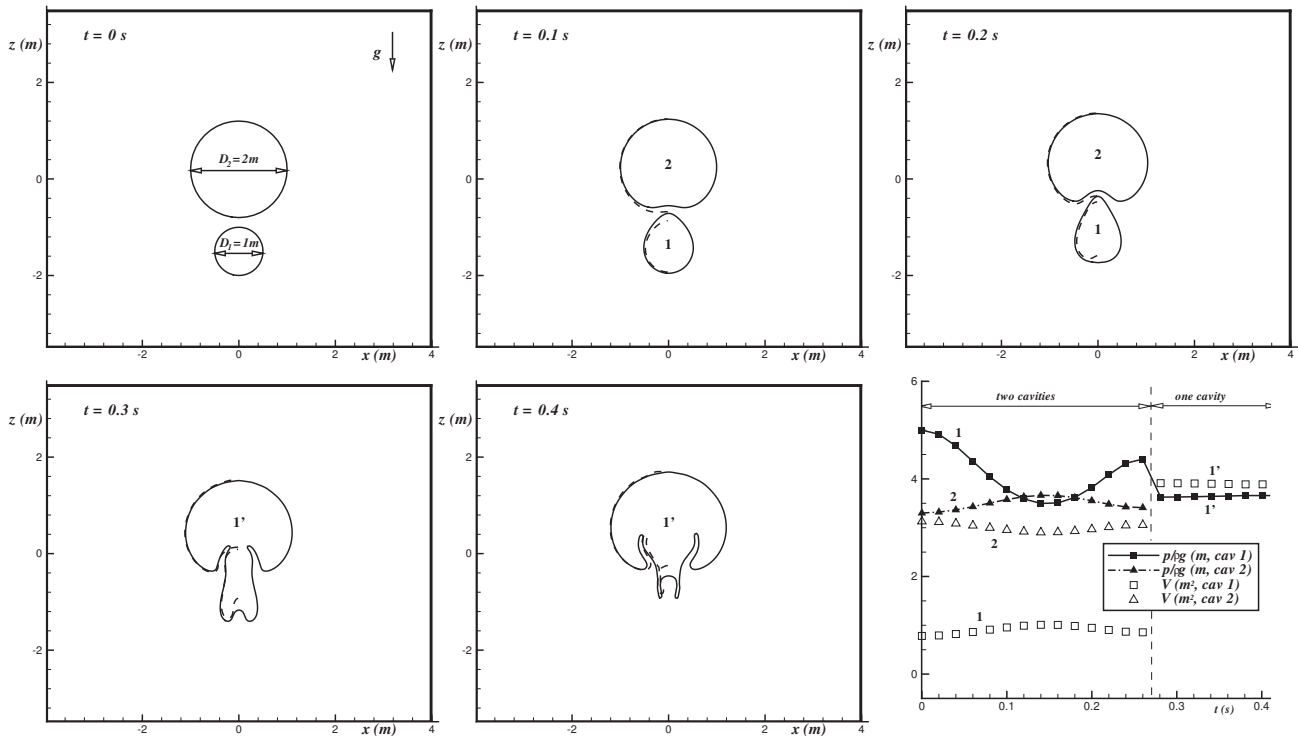 t = 0 s
z (m)
g
2
D2 = 2m
0
D1 = 1m
-2
-2 0 2 x (m) 4
t = 0.1 s
z (m)
2
2
0
1
-2
-2 0 2 x (m) 4
t = 0.2 s
z (m)
2
2
0
1
-2
-2 0 2 x (m) 4
t = 0.3 s
z (m)
2
1’
0
-2
-2 0 2 x (m) 4
t = 0.4 s
z (m)
2
1’
0
-2
-2 0 2 x (m) 4
6
two cavities one cavity
1
1’
4
2
1’
2
p/ρg (m, cav 1)
p/ρg (m, cav 2)
V (m², cav 1)
V (m², cav 2)
2
1
0
0 0.1 0.2 0.3 0.4
t (s)